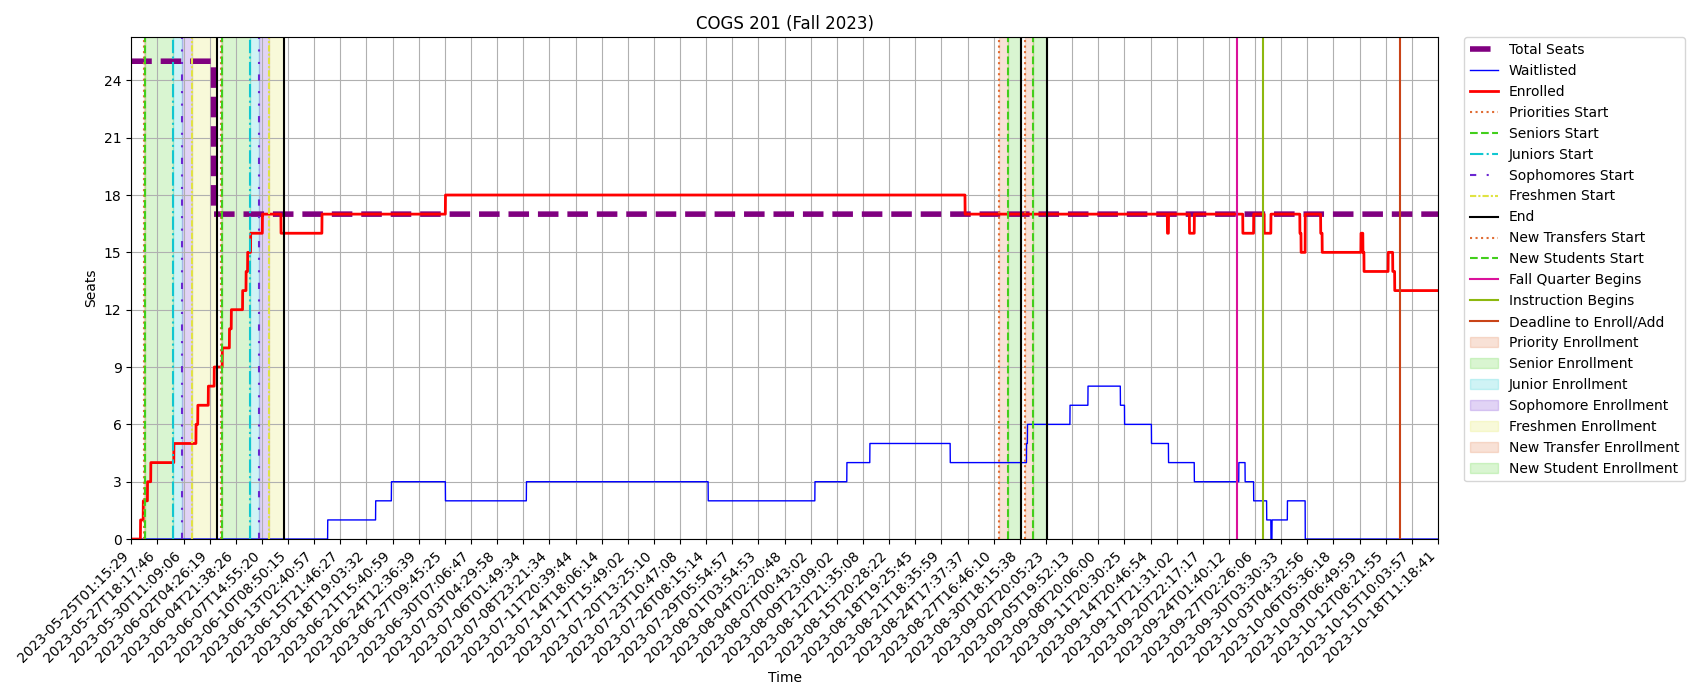 COGS 201 (Fall 2023)
Seats
24
21
18
15
12
9
6
3
0
2023-05-25T01:15:29
2023-05-27T18:17:46
2023-05-30T11:09:06
2023-06-02T04:26:19
2023-06-04T21:38:26
2023-06-07T14:55:20
2023-06-10T08:50:15
2023-06-13T02:40:57
2023-06-15T21:46:27
2023-06-18T19:03:32
2023-06-21T15:40:59
2023-06-24T12:36:39
2023-06-27T09:45:25
2023-06-30T07:06:47
2023-07-03T04:29:58
2023-07-06T01:49:34
2023-07-08T23:21:34
2023-07-11T20:39:44
2023-07-14T18:06:14
2023-07-17T15:49:02
2023-07-20T13:25:10
2023-07-23T10:47:08
2023-07-26T08:15:14
2023-07-29T05:54:57
2023-08-01T03:54:53
2023-08-04T02:20:48
2023-08-07T00:43:02
2023-08-09T23:09:02
2023-08-12T21:35:08
2023-08-15T20:28:22
2023-08-18T19:25:45
2023-08-21T18:35:59
2023-08-24T17:37:37
2023-08-27T16:46:10
2023-08-30T18:15:38
2023-09-02T20:05:23
2023-09-05T19:52:13
2023-09-08T20:06:00
2023-09-11T20:30:25
2023-09-14T20:46:54
2023-09-17T21:31:02
2023-09-20T22:17:17
2023-09-24T01:40:12
2023-09-27T02:26:06
2023-09-30T03:30:33
2023-10-03T04:32:56
2023-10-06T05:36:18
2023-10-09T06:49:59
2023-10-12T08:21:55
2023-10-15T10:03:57
2023-10-18T11:18:41
Time
Total Seats
Waitlisted
Enrolled
Priorities Start
Seniors Start
Juniors Start
Sophomores Start
Freshmen Start
End
New Transfers Start
New Students Start
Fall Quarter Begins
Instruction Begins
Deadline to Enroll/Add
Priority Enrollment
Senior Enrollment
Junior Enrollment
Sophomore Enrollment
Freshmen Enrollment
New Transfer Enrollment
New Student Enrollment